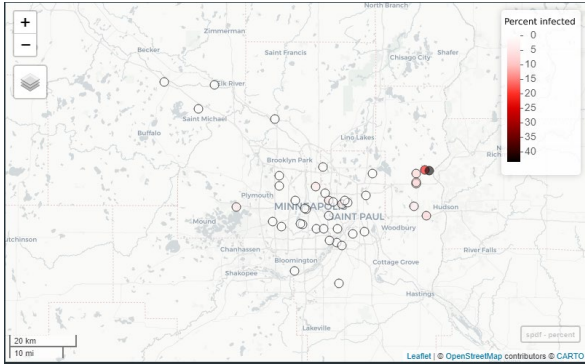 North Branch
Percent infected
+
Zimmerman
−
Becker
Saint Francis
Shafer
Chisago City
0
5
10
15
20
25
30
35
40
Elk River
Saint Michael
Buffalo
Lino Lakes
Brooklyn Park
Plymouth
MINNEAPOLIS
SAINT PAUL
Hudson
Mound
Woodbury
Hutchinson
Chanhassen
Bloomington
River Falls
Shakopee
Cottage Grove
Hastings
Lakeville
spdf - percent
20 km
10 mi
Leaflet | © OpenStreetMap contributors © CARTO